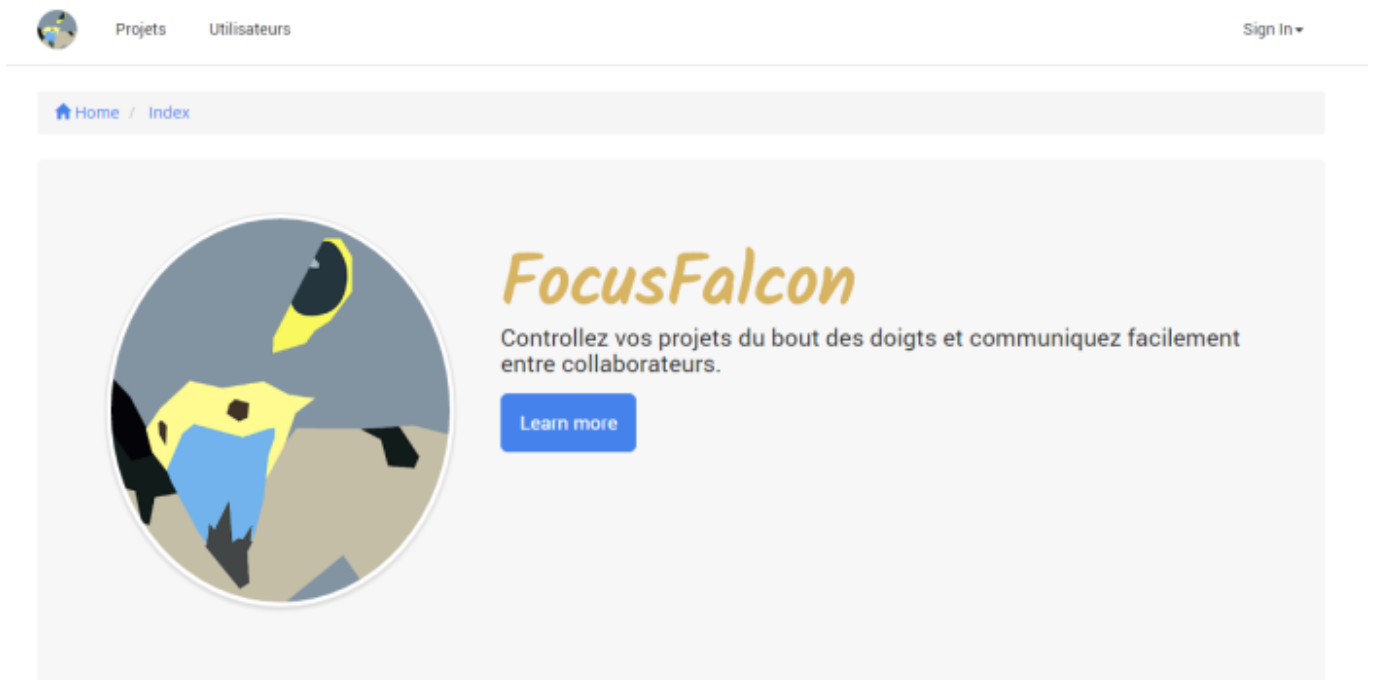 Projets Utilisateurs Sign In
Home / Index
FocusFalcon
Controllez vos projets du bout des doigts et communiquez facilement
entre collaborateurs.
Learn more